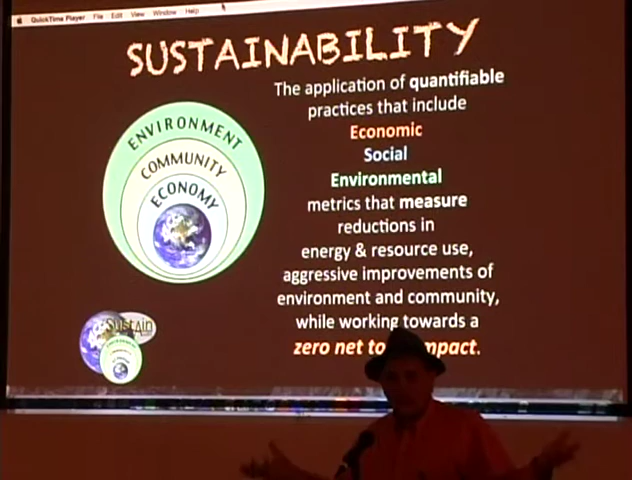 QuickTime Player File Edit View Window Help
SUSTAINABILITY
The application of quantifiable
practices that include
Economic
Social
Environmental
metrics that measure
reductions in
energy & resource use,
aggressive improvements of
environment and community,
while working towards a
zero net
ENVIRONMENT
COMMUNITY
ECONOMY
Sustain